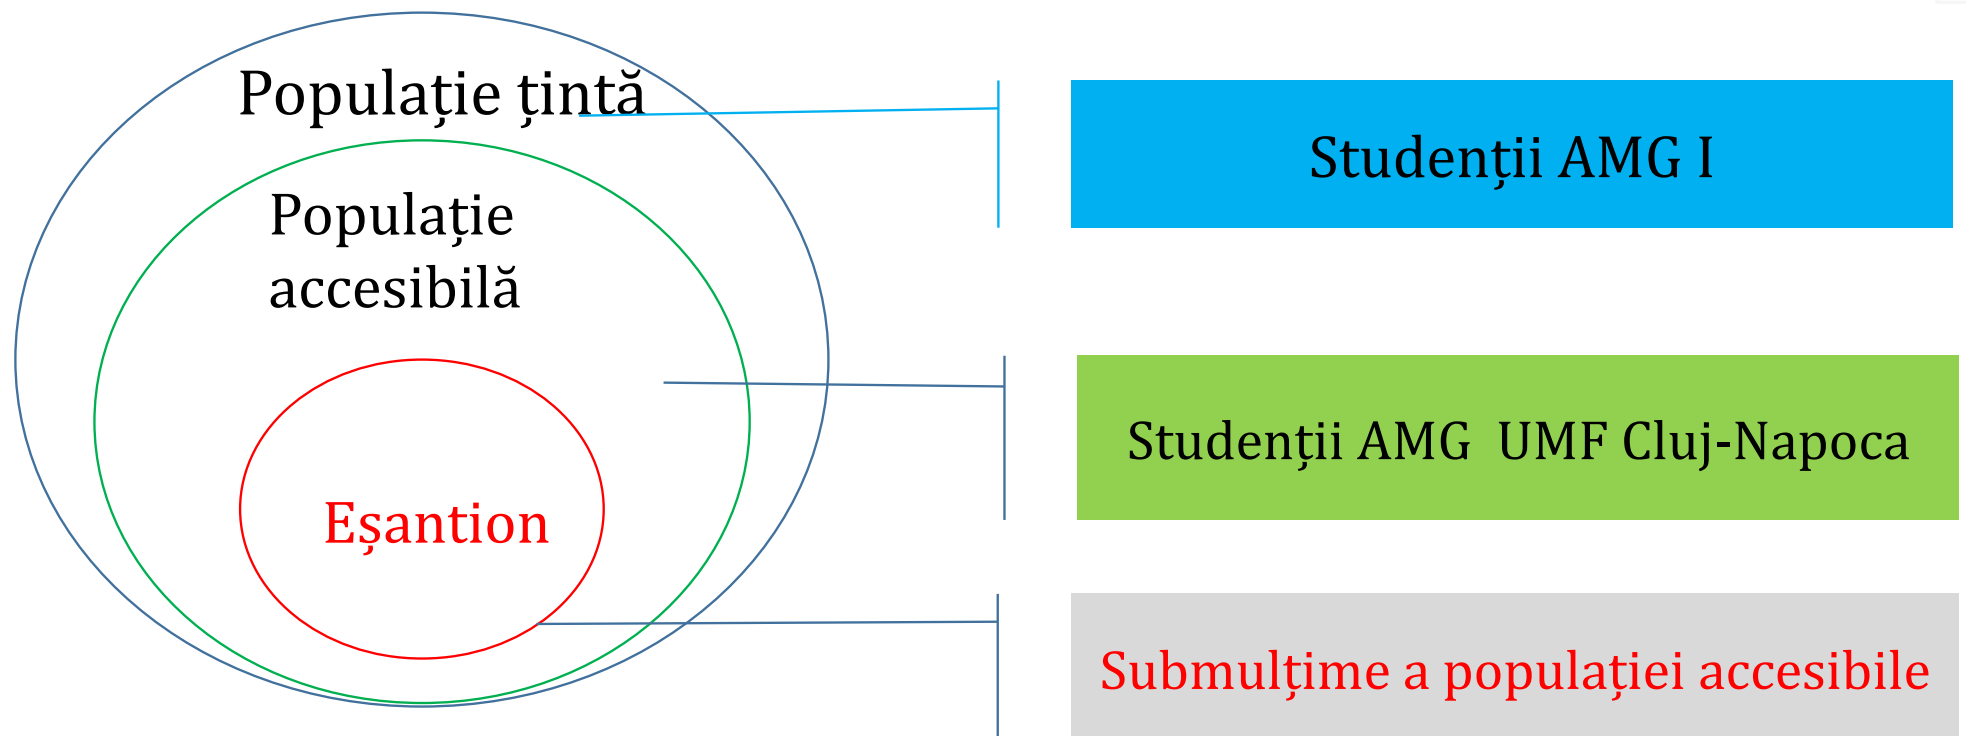 Populație țintă
Studenții AMG I
Populație
accesibilă
Studenții AMG  UMF Cluj-Napoca
Eșantion
Submulțime a populației accesibile